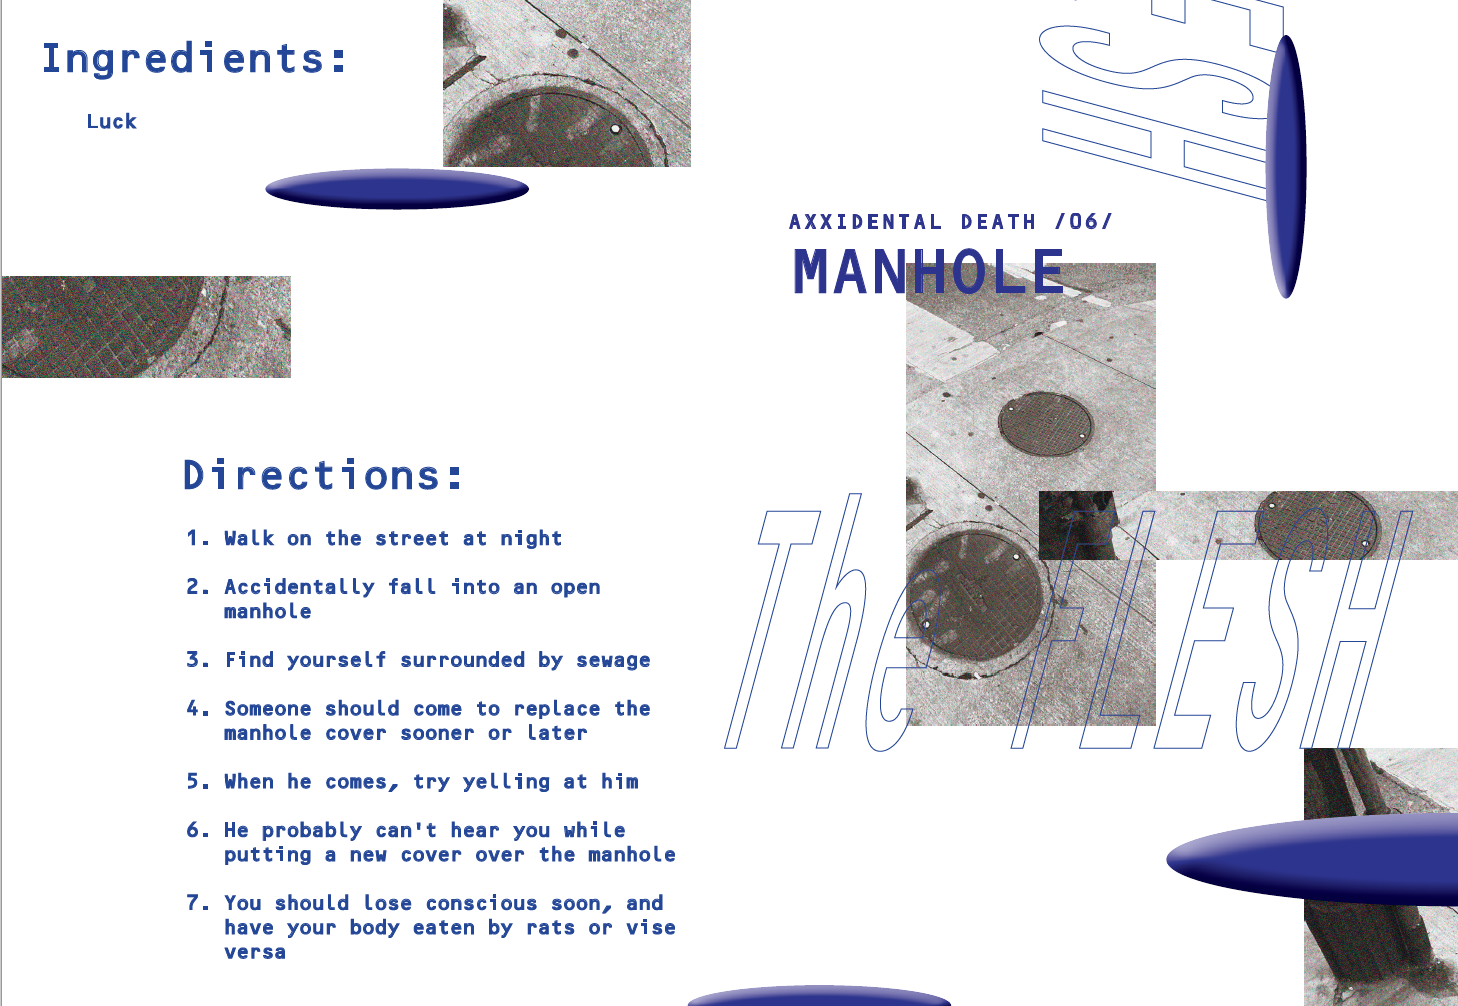 Ingredients:
Luck
Directions:
1. Walk on the street at night
2. Accidentally fall into an open
manhole
3. Find yourself surrounded by sewage
4. Someone should come to replace the
manhole cover sooner or later
5. When he comes, try yelling at him
6. He probably can't hear you while
putting a new cover over the manhole
7. You should lose conscious soon, and
have your body eaten by rats or vise
versa
AXXIDENTAL DEATH /06/
MANHOLE
The FLESH